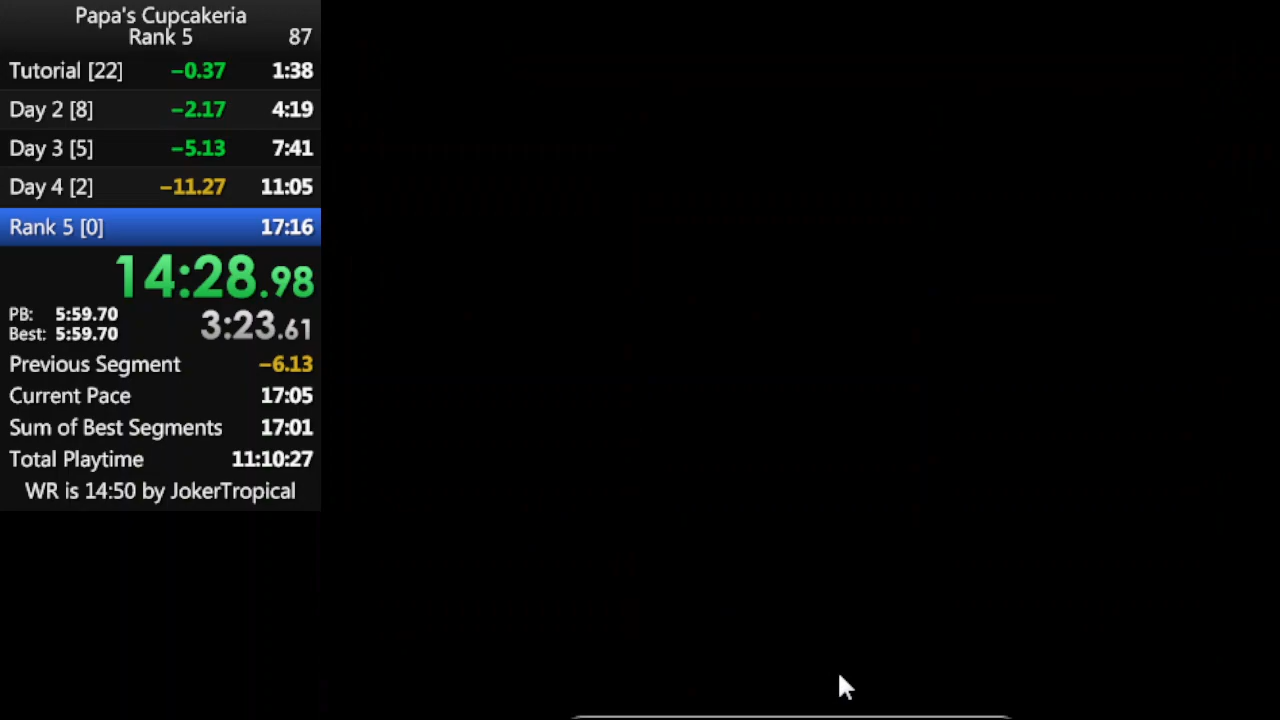 Papa's Cupcakeria
Rank 5 87
Tutorial [22] −0.37 1:38
Day 2 [8] −2.17 4:19
Day 3 [5] −5.13 7:41
Day 4 [2] −11.27 11:05
Rank 5 [0] 17:16
14:28.98
PB: 5:59.70
Best: 5:59.70 3:23.61
Previous Segment −6.13
Current Pace 17:05
Sum of Best Segments 17:01
Total Playtime 11:10:27
WR is 14:50 by JokerTropical